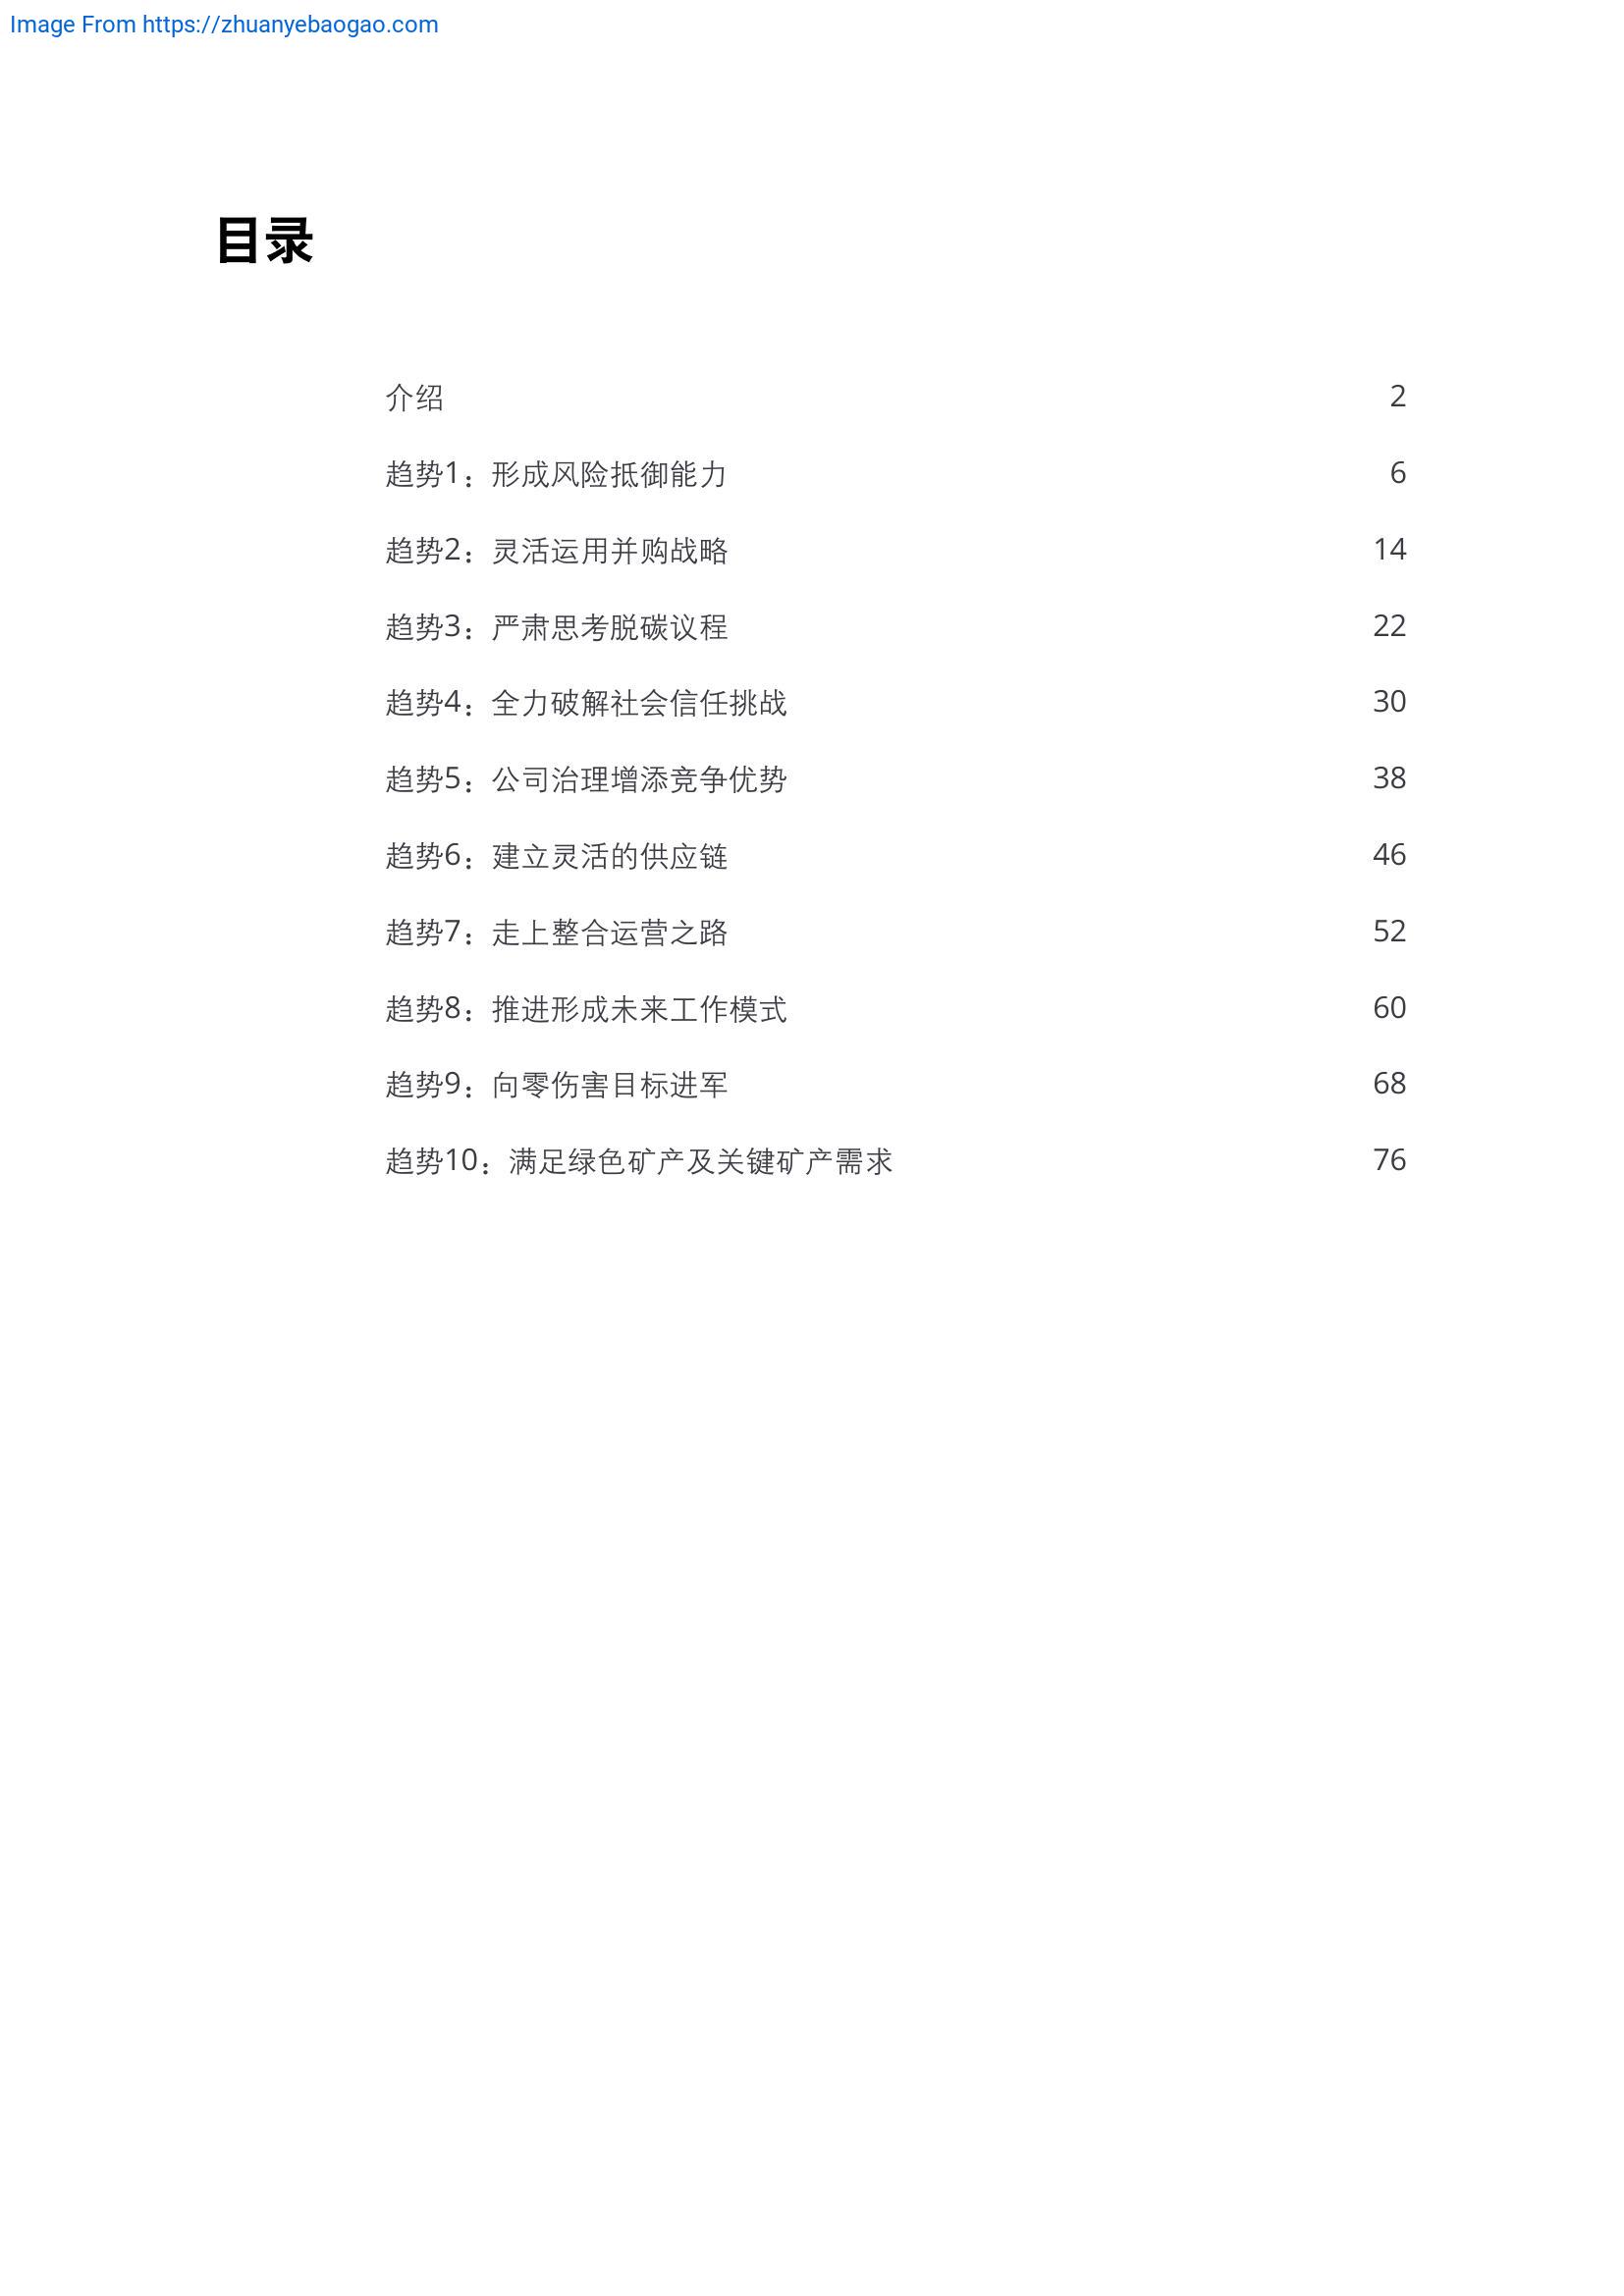 Image From https://zhuanyebaogao.com
目录
介绍 2
趋势1：形成风险抵御能力 6
趋势2：灵活运用并购战略 14
趋势3：严肃思考脱碳议程 22
趋势4：全力破解社会信任挑战 30
趋势5：公司治理增添竞争优势 38
趋势6：建立灵活的供应链 46
趋势7：走上整合运营之路 52
趋势8：推进形成未来工作模式 60
趋势9：向零伤害目标进军 68
趋势10：满足绿色矿产及关键矿产需求 76